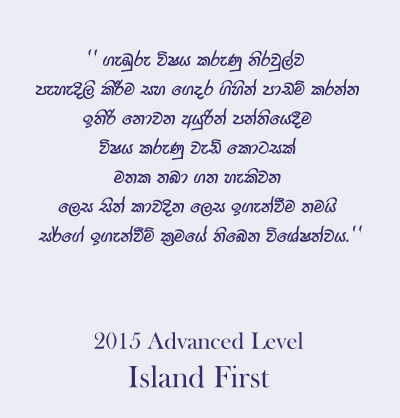 ‘‘ ගැඹුරු විෂය කරුණු නිරවුල්ව
පැහැදිලි කිරීම සහ ගෙදර ගිහින් පාඩම් කරන්න
ඉතිරි නොවන අයුරින් පන්තියෙදීම
විෂය කරුණු වැඩි කොටසක්
මතක තබා ගත හැකිවන
ලෙස සිත් කාවදින ලෙස ඉගැන්වීම තමයි
සර්ගේ ඉගැන්වීම් ක්‍රමයේ තිබෙන විශේෂත්වය.‘‘
2015 Advanced Level
Island First